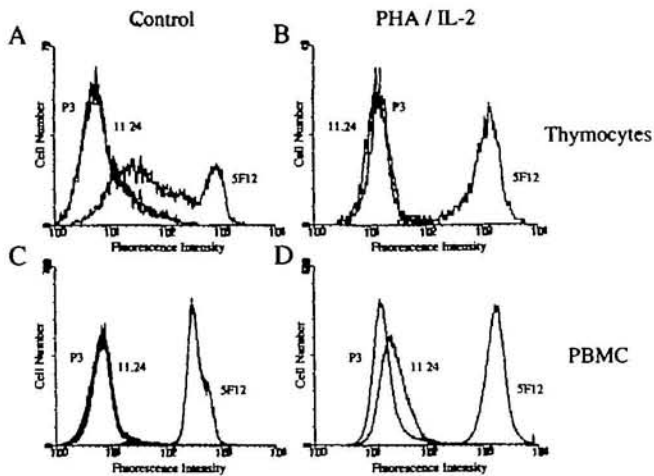 Control
PHA / IL-2
A
Cell Number
P3
11.24
5F12
Fluorescence Intensity
B
Cell Number
11.24
P3
5F12
Fluorescence Intensity
Thymocytes
C
Cell Number
P3
11.24
5F12
Fluorescence Intensity
D
Cell Number
P3
11.24
5F12
Fluorescence Intensity
PBMC